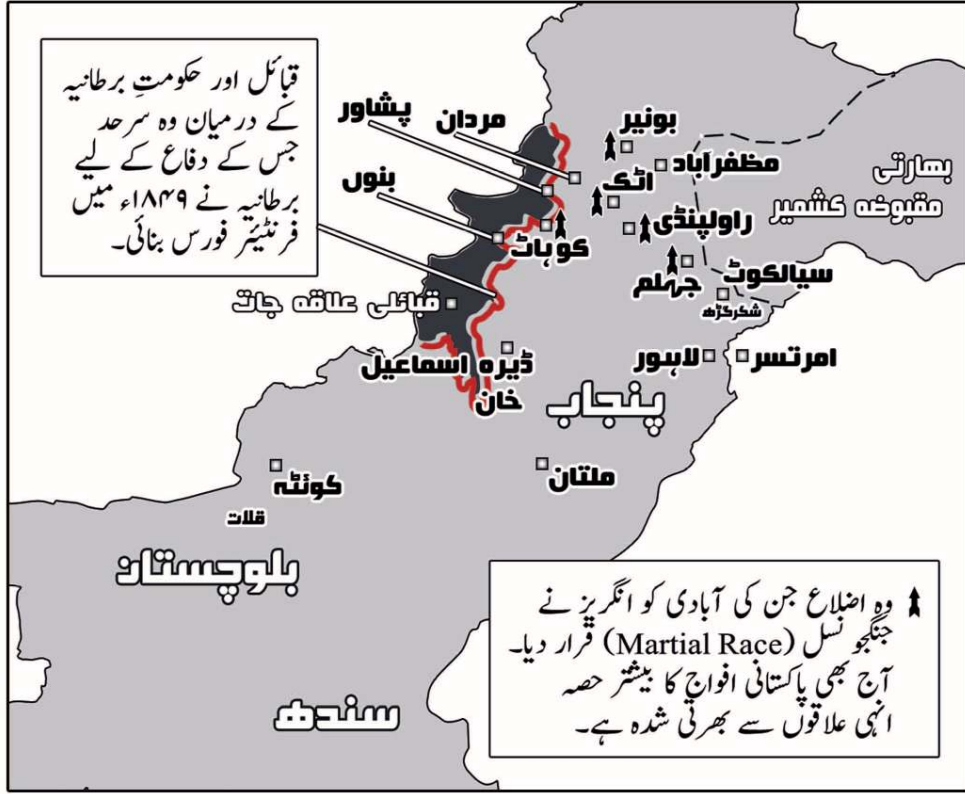 قبائل اور حکومتِ برطانیہ
کے درمیان وہ سرحد
جس کے دفاع کے لیے
برطانیہ نے ۱۸۴۹ء میں
فرنٹیئر فورس بنائی۔
پشاور
مردان
بنوں
بونیر
مظفرآباد
اٹک
بھارتی
مقبوضہ کشمیر
راولپنڈی
کوہاٹ
جہلم
سیالکوٹ
شکرگڑھ
قبائلی علاقہ جات
ڈیرہ اسماعیل
خان
لاہور
امرتسر
پنجاب
ملتان
کوئٹہ
قلات
بلوچستان
سندھ
وہ اضلاع جن کی آبادی کو انگریز نے
جنگجو نسل (Martial Race) قرار دیا۔
آج بھی پاکستانی افواج کا بیشتر حصہ
انہی علاقوں سے بھرتی شدہ ہے۔